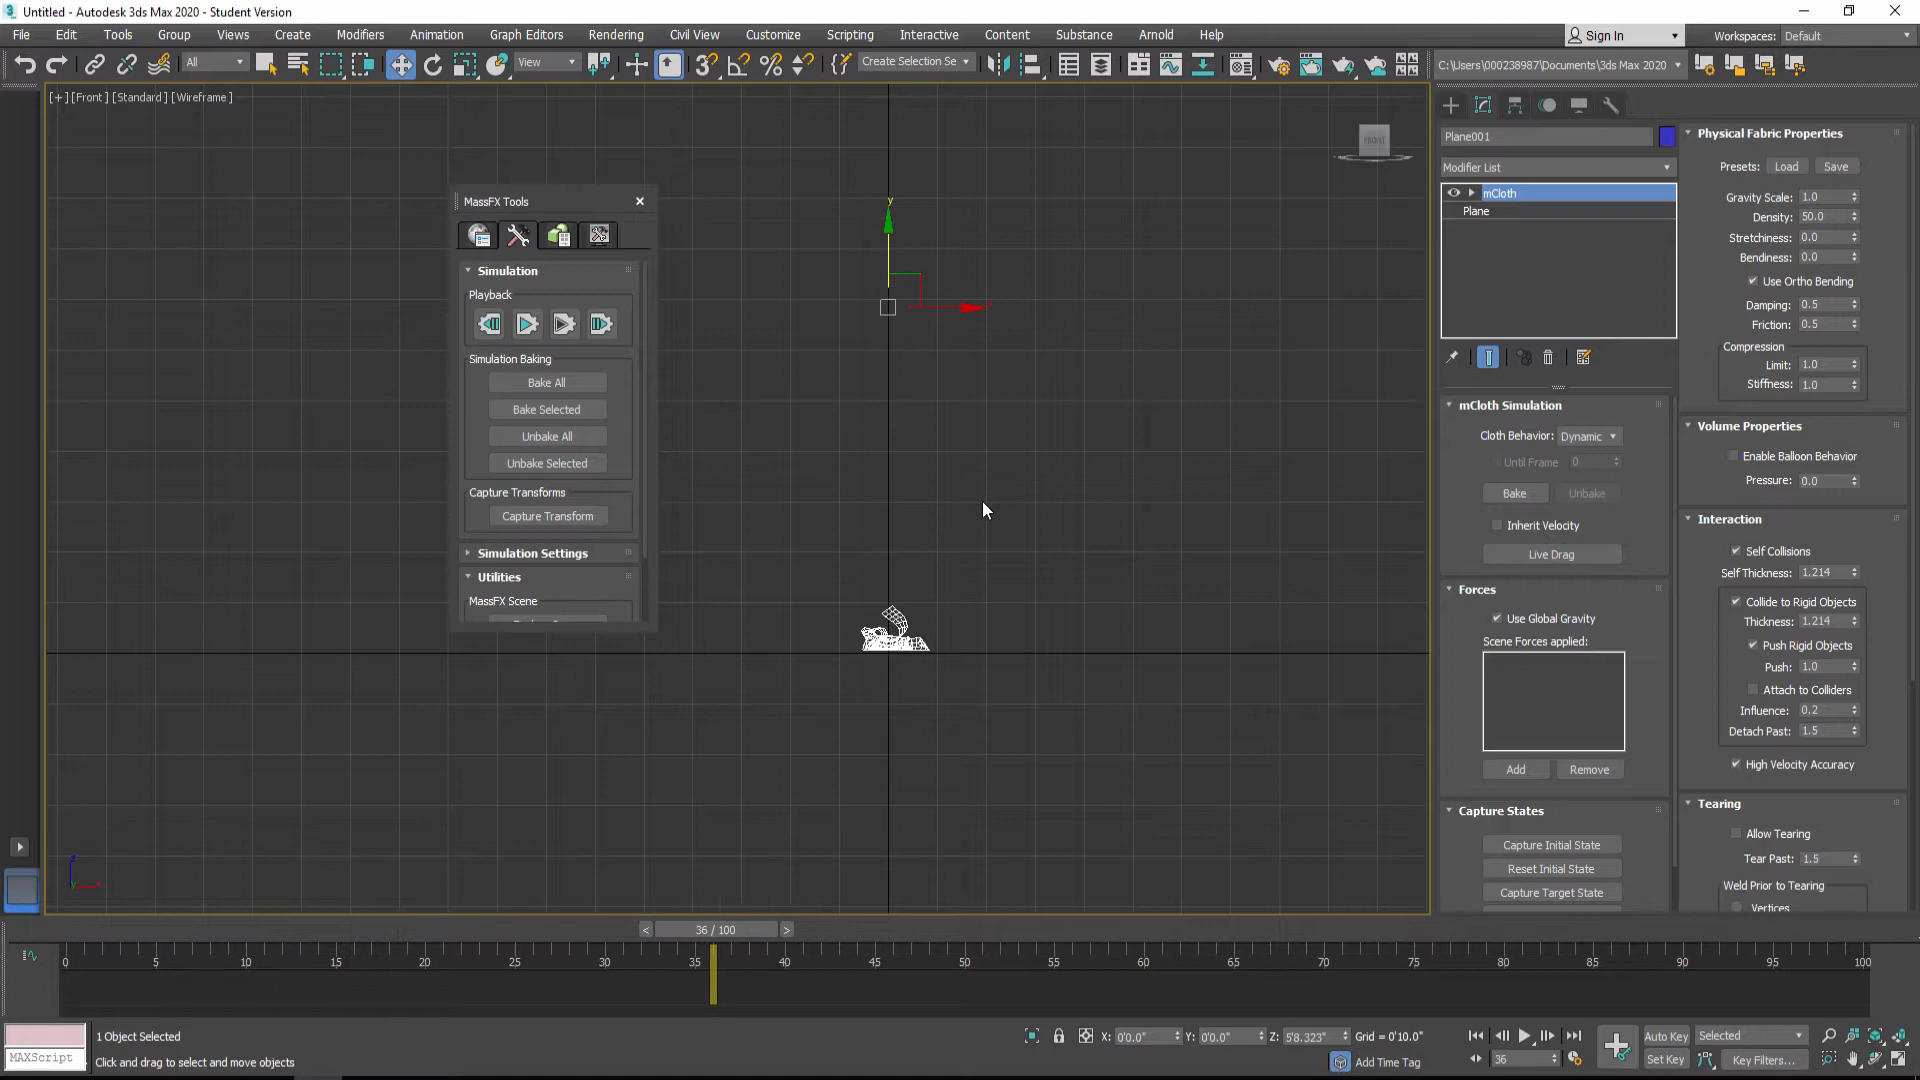 Untitled - Autodesk 3ds Max 2020 - Student Version
File Edit Tools Group Views Create Modifiers Animation Graph Editors Rendering Civil View Customize Scripting Interactive Content Substance Arnold Help
Sign In
Workspaces: Default
All
View
Create Selection Se
C:\Users\000238987\Documents\3ds Max 2020
[+] [Front] [Standard] [Wireframe]
FRONT
y
MassFX Tools
Simulation
Playback
Simulation Baking
Bake All
Bake Selected
Unbake All
Unbake Selected
Capture Transforms
Capture Transform
Simulation Settings
Utilities
MassFX Scene
Plane001
Modifier List
mCloth
Plane
mCloth Simulation
Cloth Behavior: Dynamic
Until Frame 0
Bake Unbake
Inherit Velocity
Live Drag
Forces
Use Global Gravity
Scene Forces applied:
Add Remove
Capture States
Capture Initial State
Reset Initial State
Capture Target State
Physical Fabric Properties
Presets: Load Save
Gravity Scale: 1.0
Density: 50.0
Stretchiness: 0.0
Bendiness: 0.0
Use Ortho Bending
Damping: 0.5
Friction: 0.5
Compression
Limit: 1.0
Stiffness: 1.0
Volume Properties
Enable Balloon Behavior
Pressure: 0.0
Interaction
Self Collisions
Self Thickness: 1.214
Collide to Rigid Objects
Thickness: 1.214
Push Rigid Objects
Push: 1.0
Attach to Colliders
Influence: 0.2
Detach Past: 1.5
High Velocity Accuracy
Tearing
Allow Tearing
Tear Past: 1.5
Weld Prior to Tearing
Vertices
< 36 / 100 >
0 5 10 15 20 25 30 35 40 45 50 55 60 65 70 75 80 85 90 95 100
1 Object Selected
X: 0'0.0" Y: 0'0.0" Z: 5'8.323" Grid = 0'10.0"
Auto Key Selected
MAXScript
Click and drag to select and move objects
Add Time Tag
36
Set Key Key Filters...